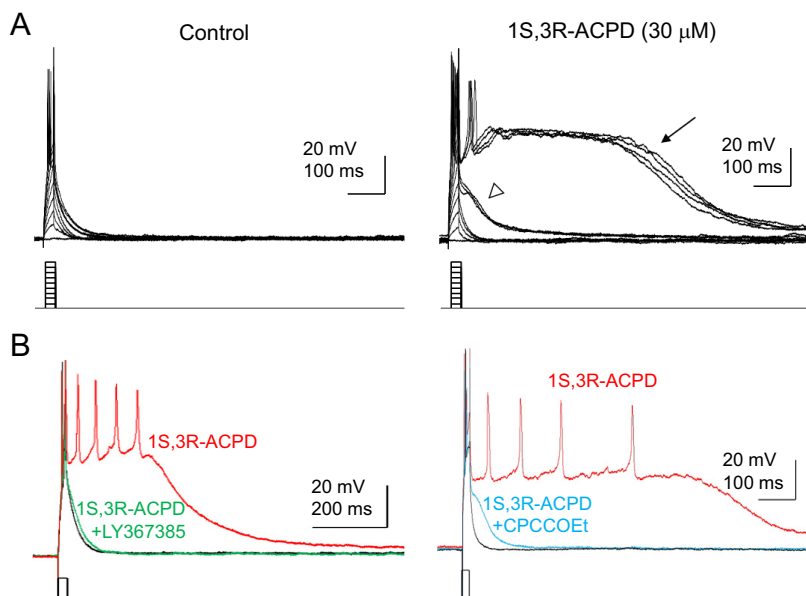 A
Control
1S,3R-ACPD (30 μM)
20 mV
100 ms
20 mV
100 ms
B
1S,3R-ACPD
1S,3R-ACPD
+LY367385
20 mV
200 ms
1S,3R-ACPD
1S,3R-ACPD
+CPCCOEt
20 mV
100 ms